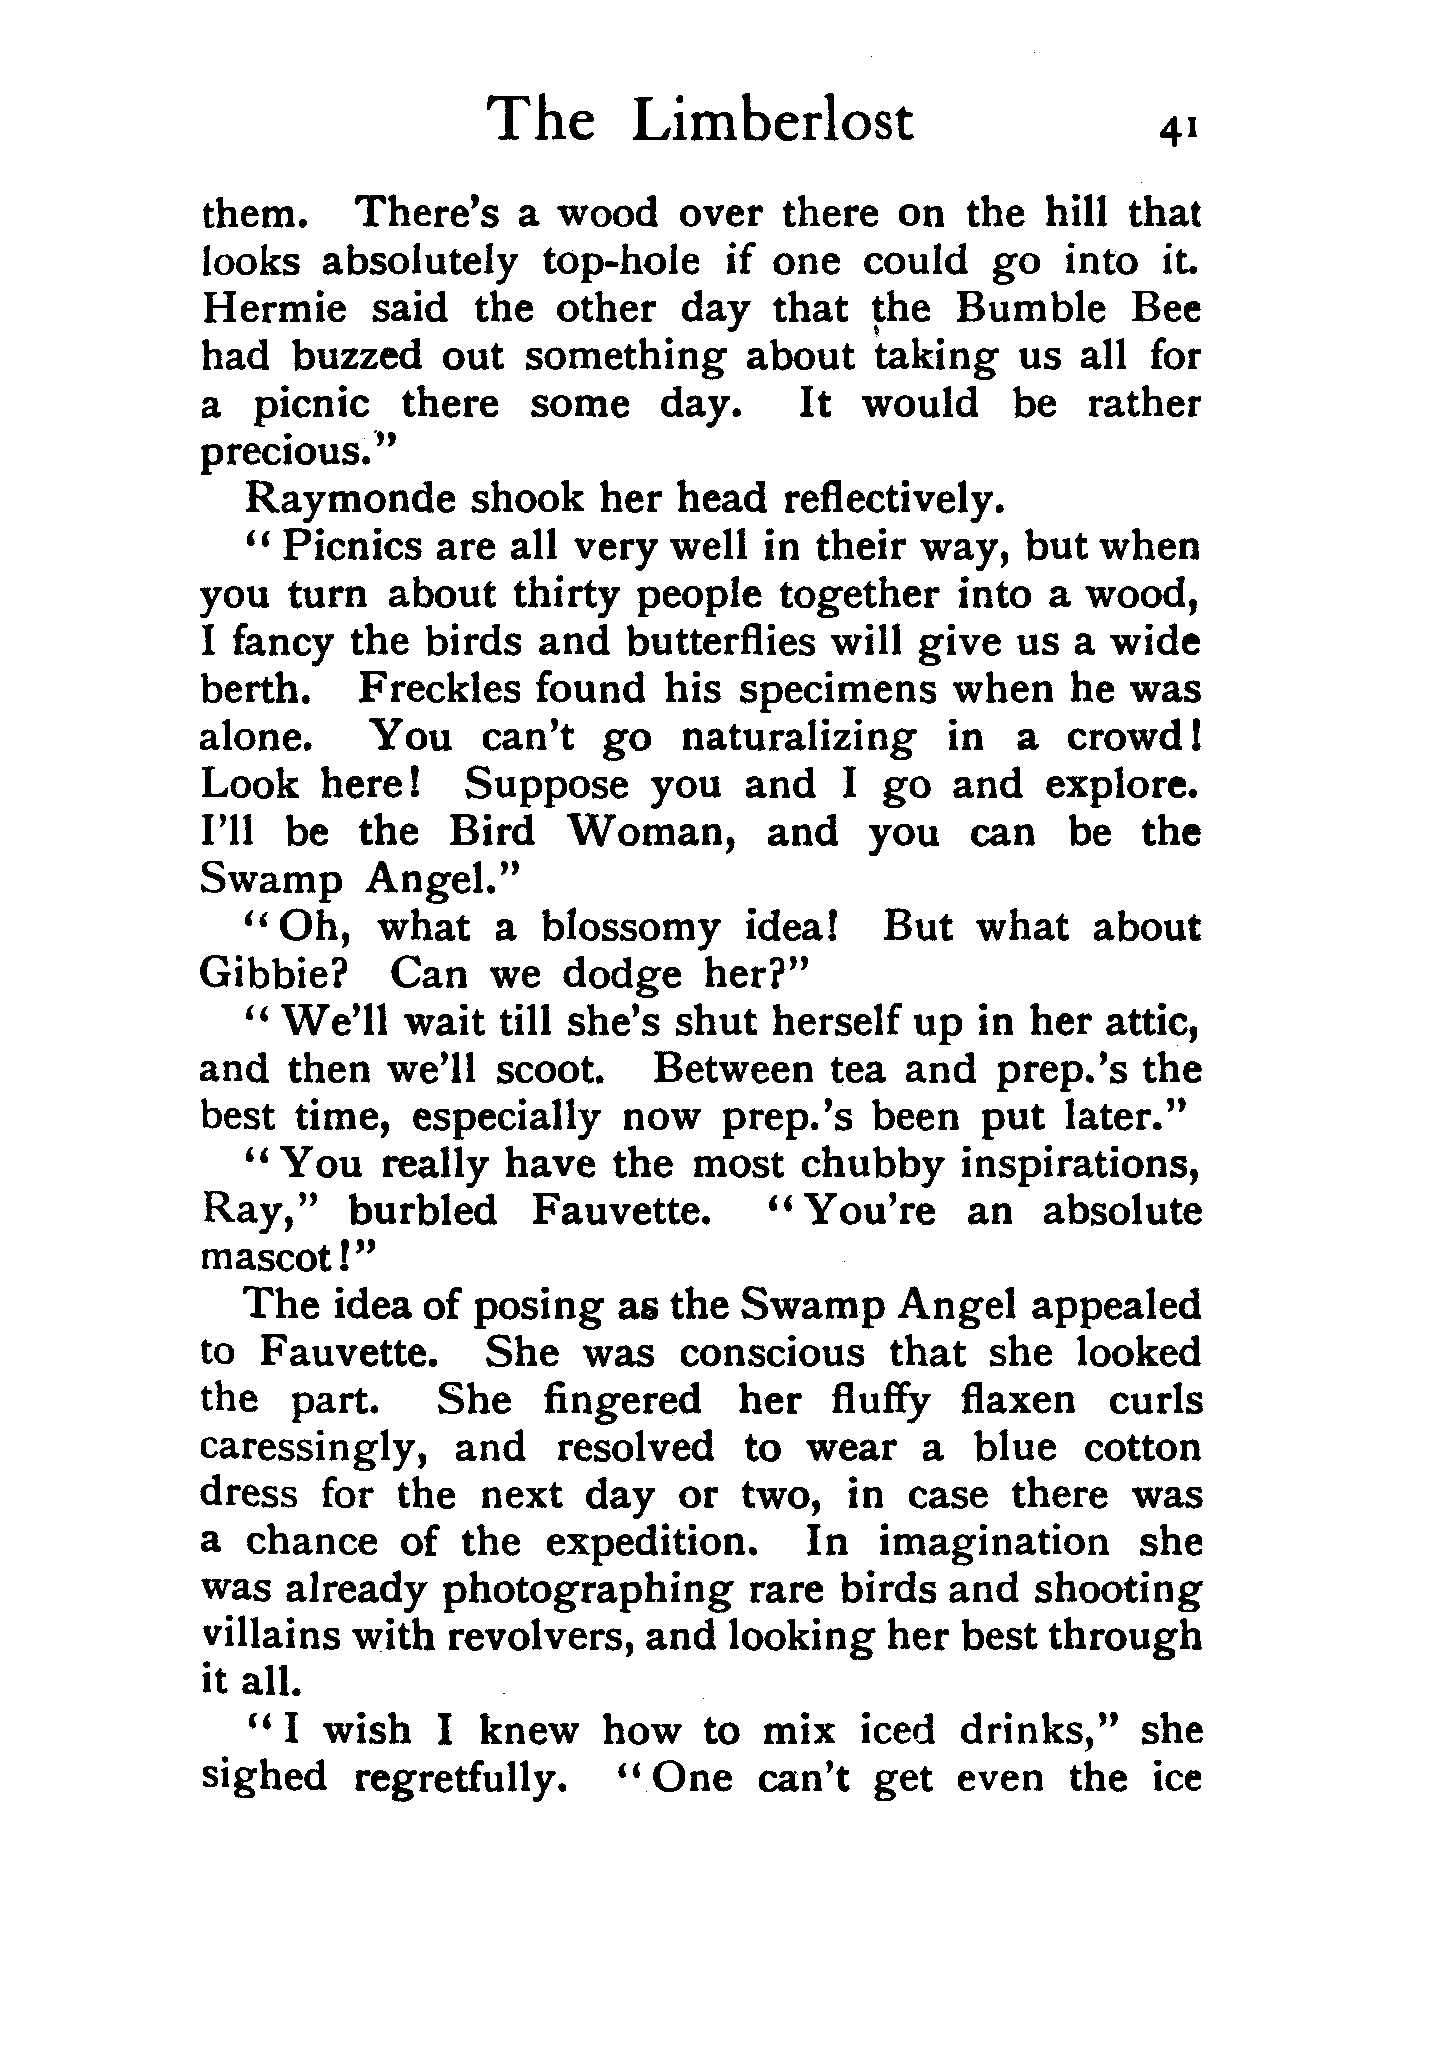 The Limberlost 41
them. There's a wood over there on the hill that
looks absolutely top-hole if one could go into it.
Hermie said the other day that the Bumble Bee
had buzzed out something about taking us all for
a picnic there some day. It would be rather
precious."
Raymonde shook her head reflectively.
"Picnics are all very well in their way, but when
you turn about thirty people together into a wood,
I fancy the birds and butterflies will give us a wide
berth. Freckles found his specimens when he was
alone. You can't go naturalizing in a crowd!
Look here! Suppose you and I go and explore.
I'll be the Bird Woman, and you can be the
Swamp Angel."
"Oh, what a blossomy idea! But what about
Gibbie? Can we dodge her?"
"We'll wait till she's shut herself up in her attic,
and then we'll scoot. Between tea and prep.'s the
best time, especially now prep.'s been put later."
"You really have the most chubby inspirations,
Ray," burbled Fauvette. "You're an absolute
mascot!"
The idea of posing as the Swamp Angel appealed
to Fauvette. She was conscious that she looked
the part. She fingered her fluffy flaxen curls
caressingly, and resolved to wear a blue cotton
dress for the next day or two, in case there was
a chance of the expedition. In imagination she
was already photographing rare birds and shooting
villains with revolvers, and looking her best through
it all.
"I wish I knew how to mix iced drinks," she
sighed regretfully. "One can't get even the ice